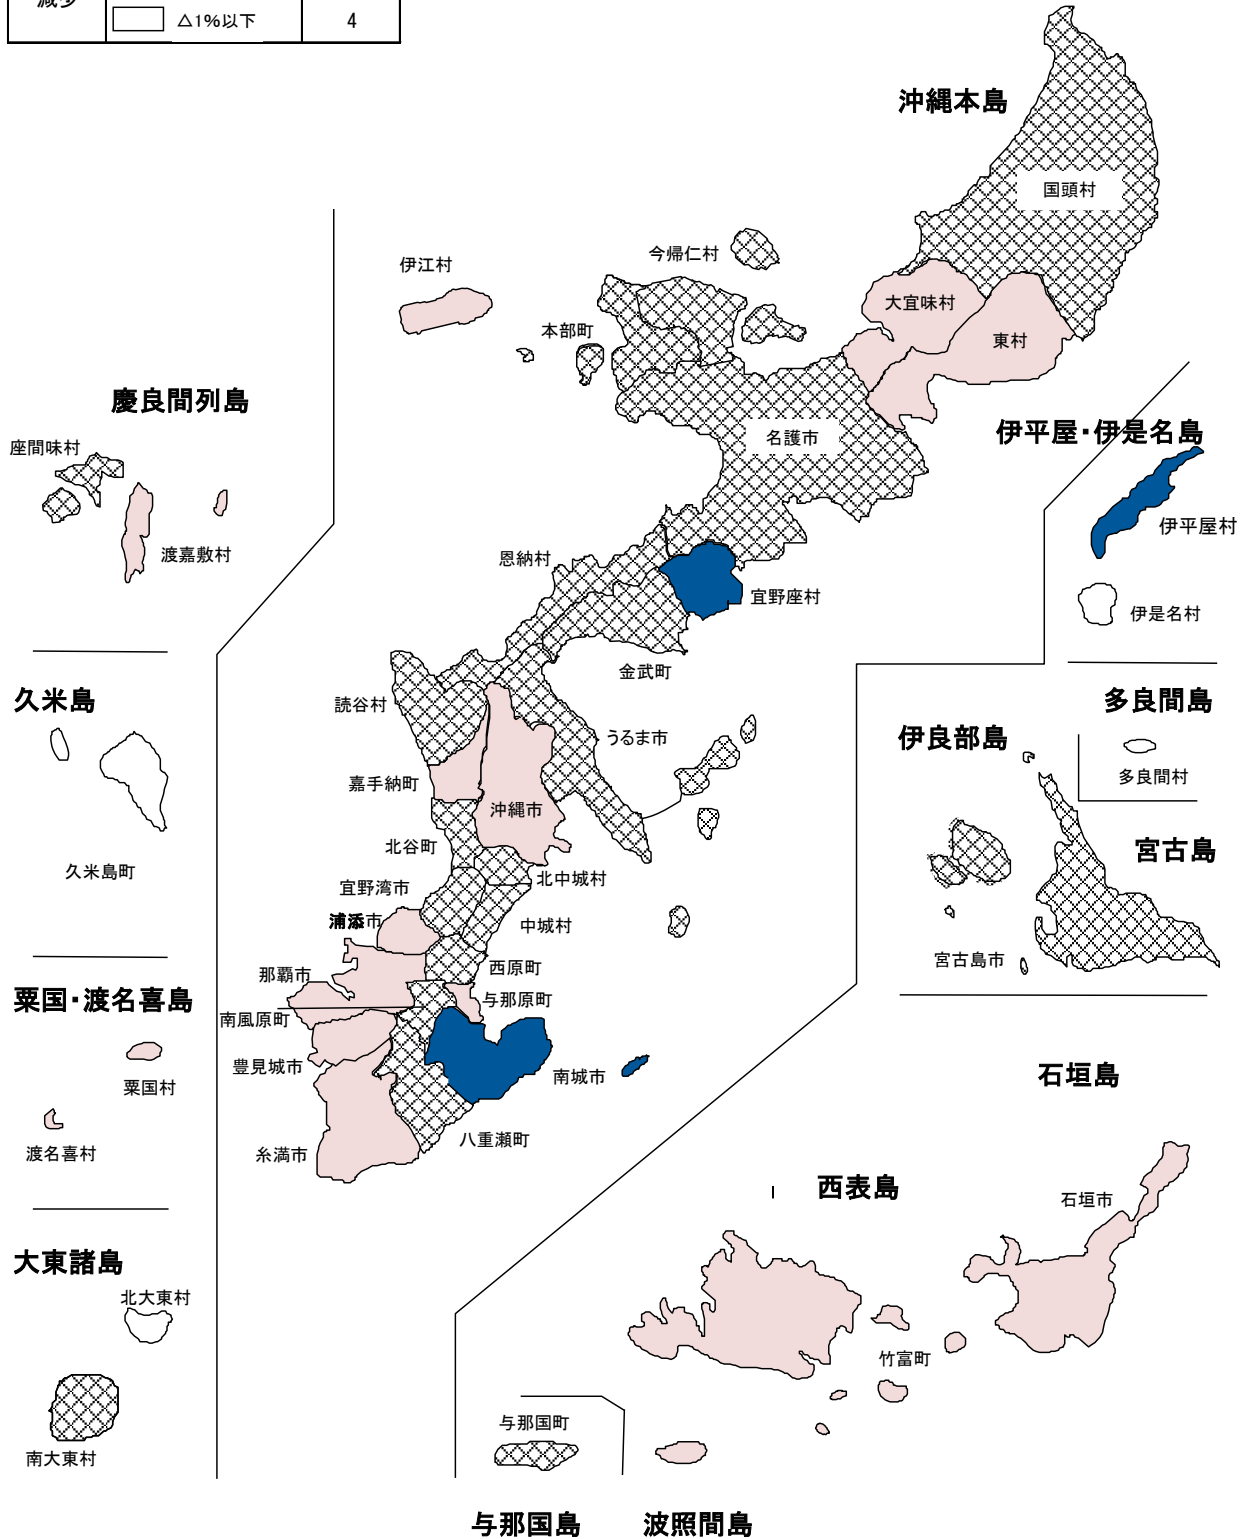 減少
△1%以下
4
沖縄本島
国頭村
今帰仁村
伊江村
大宜味村
本部町
東村
慶良間列島
名護市
伊平屋・伊是名島
座間味村
伊平屋村
渡嘉敷村
恩納村
宜野座村
伊是名村
金武町
久米島
多良間島
読谷村
うるま市
伊良部島
多良間村
嘉手納町
沖縄市
北谷町
宮古島
久米島町
宜野湾市
北中城村
浦添市
中城村
宮古島市
西原町
那覇市
粟国・渡名喜島
与那原町
南風原町
豊見城市
南城市
石垣島
粟国村
八重瀬町
渡名喜村
糸満市
西表島
石垣市
大東諸島
北大東村
竹富町
与那国町
南大東村
与那国島
波照間島